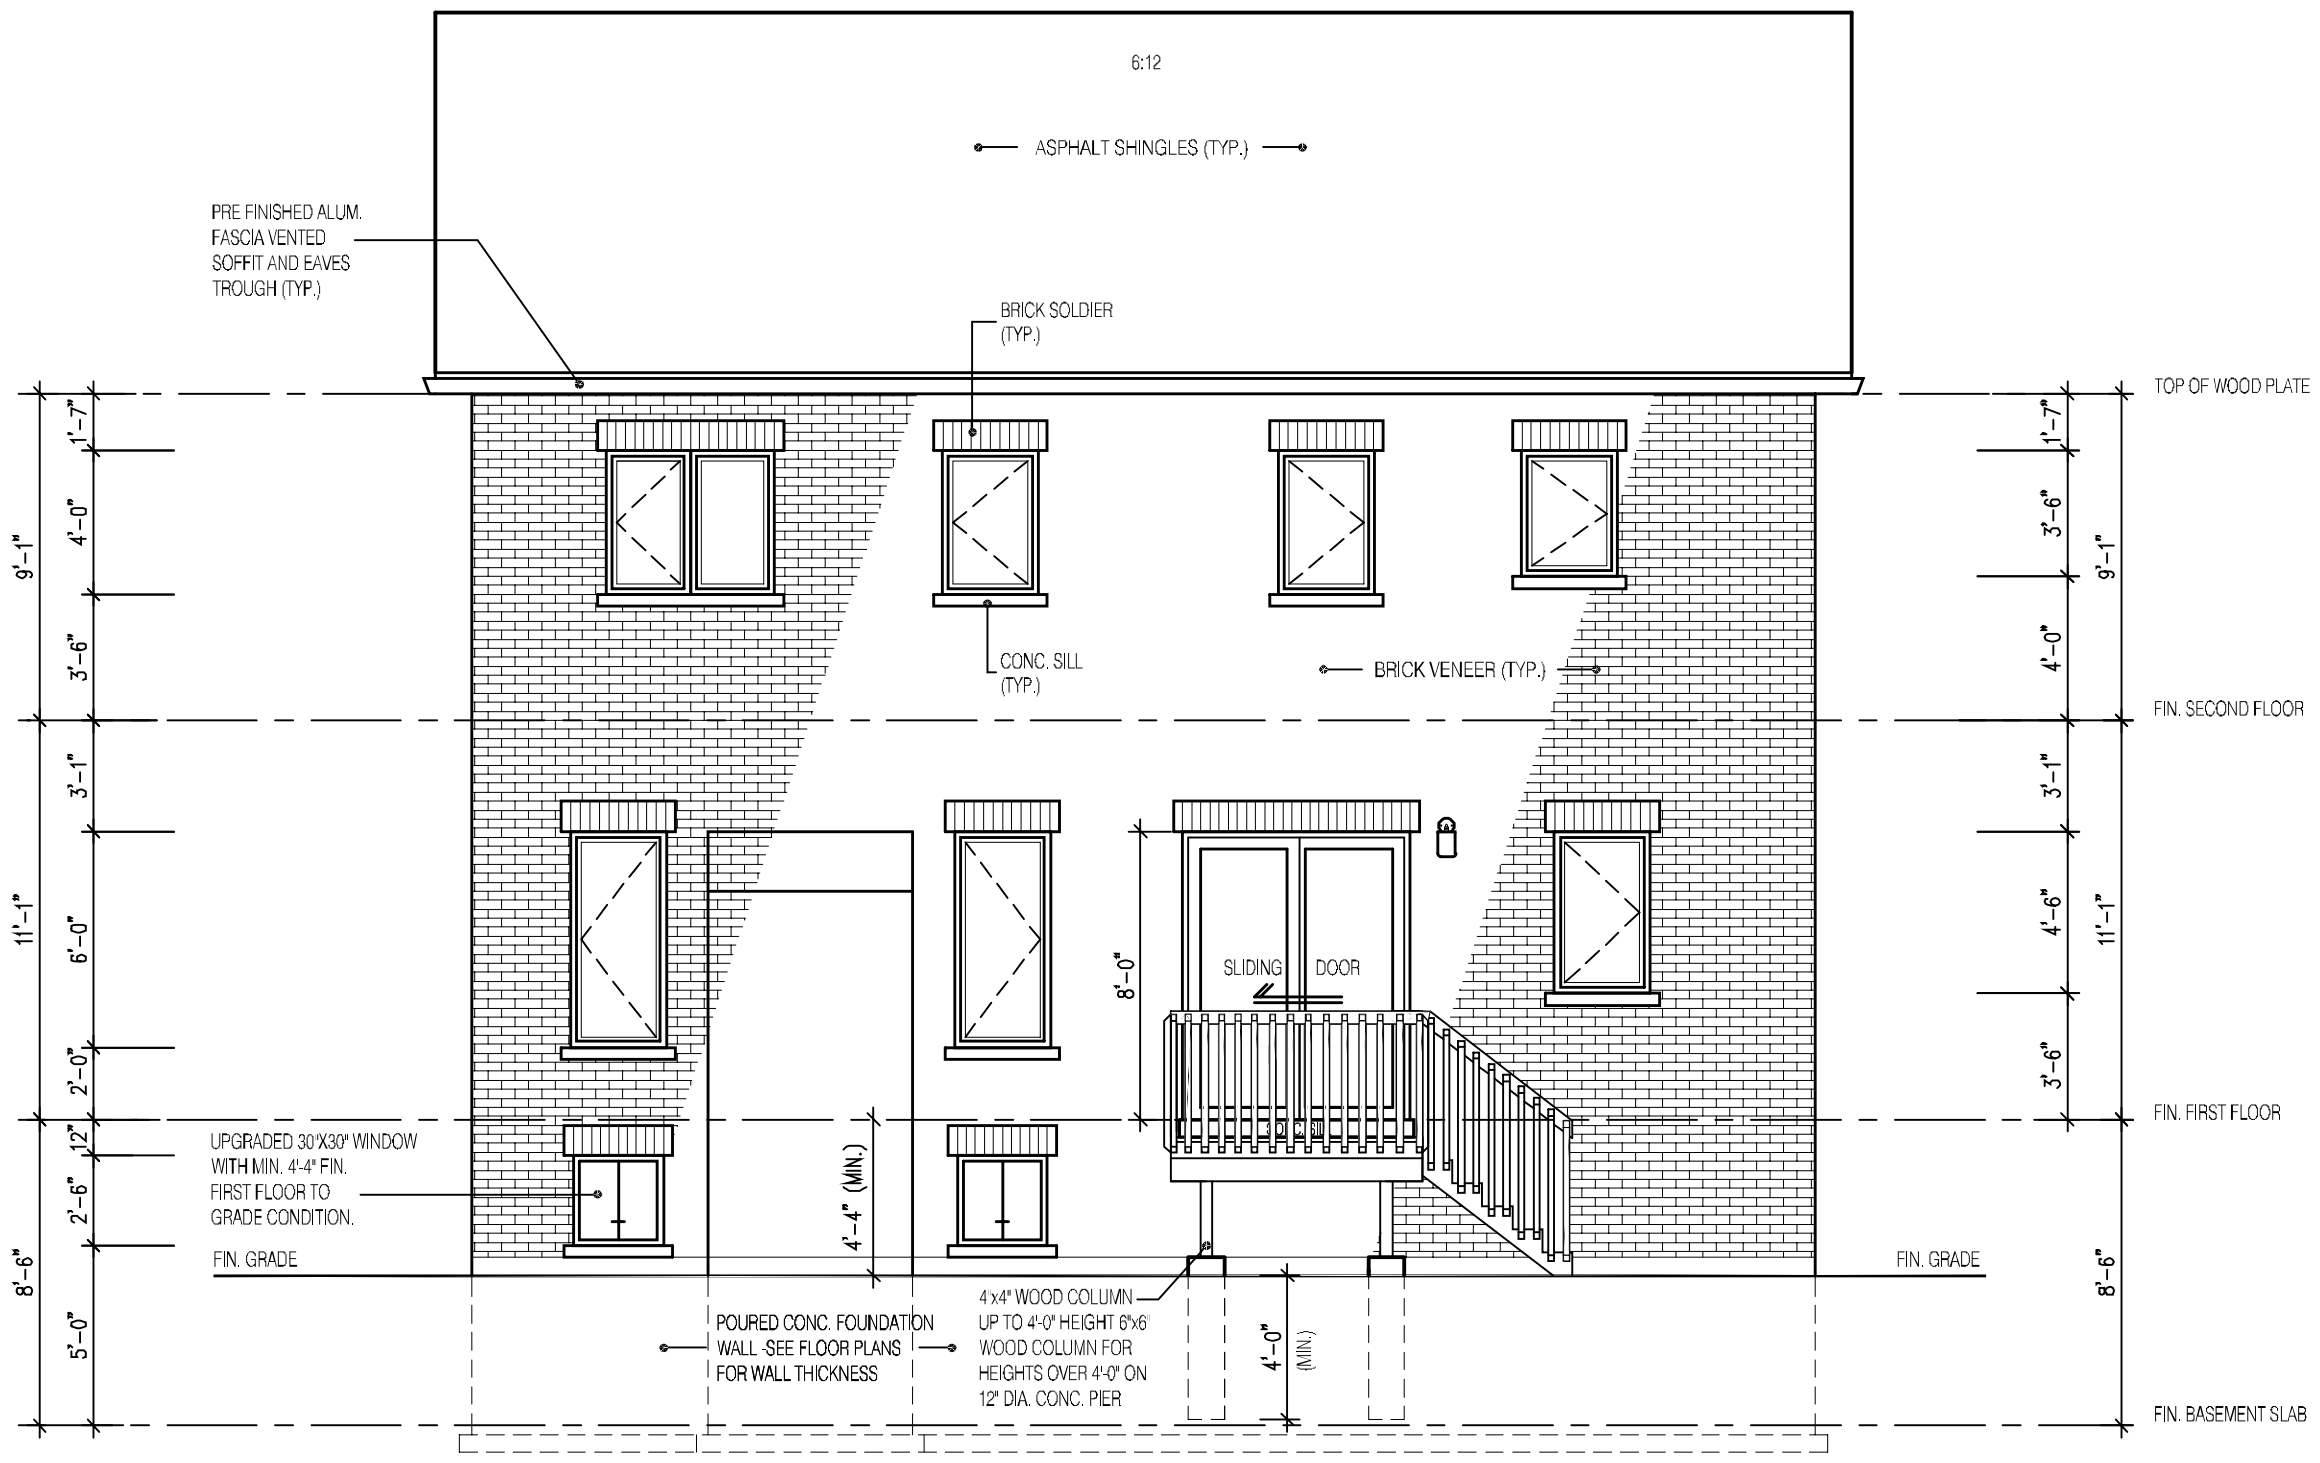 6:12
ASPHALT SHINGLES (TYP.)
PRE FINISHED ALUM.
FASCIA VENTED
SOFFIT AND EAVES
TROUGH (TYP.)
BRICK SOLDIER
(TYP.)
TOP OF WOOD PLATE
1'-7"
4'-0"
9'-1"
3'-6"
1'-7"
3'-6"
9'-1"
4'-0"
CONC. SILL
(TYP.)
BRICK VENEER (TYP.)
FIN. SECOND FLOOR
3'-1"
11'-1"
6'-0"
2'-0"
3'-1"
4'-6"
11'-1"
3'-6"
8'-0"
SLIDING DOOR
FIN. FIRST FLOOR
CONC. SILL
UPGRADED 30"X30" WINDOW
WITH MIN. 4'-4" FIN.
FIRST FLOOR TO
GRADE CONDITION.
12"
2'-6"
8'-6"
5'-0"
4'-4" (MIN.)
8'-6"
FIN. GRADE
FIN. GRADE
POURED CONC. FOUNDATION
WALL -SEE FLOOR PLANS
FOR WALL THICKNESS
4"x4" WOOD COLUMN
UP TO 4'-0" HEIGHT 6"x6"
WOOD COLUMN FOR
HEIGHTS OVER 4'-0" ON
12" DIA. CONC. PIER
4'-0"
(MIN.)
FIN. BASEMENT SLAB